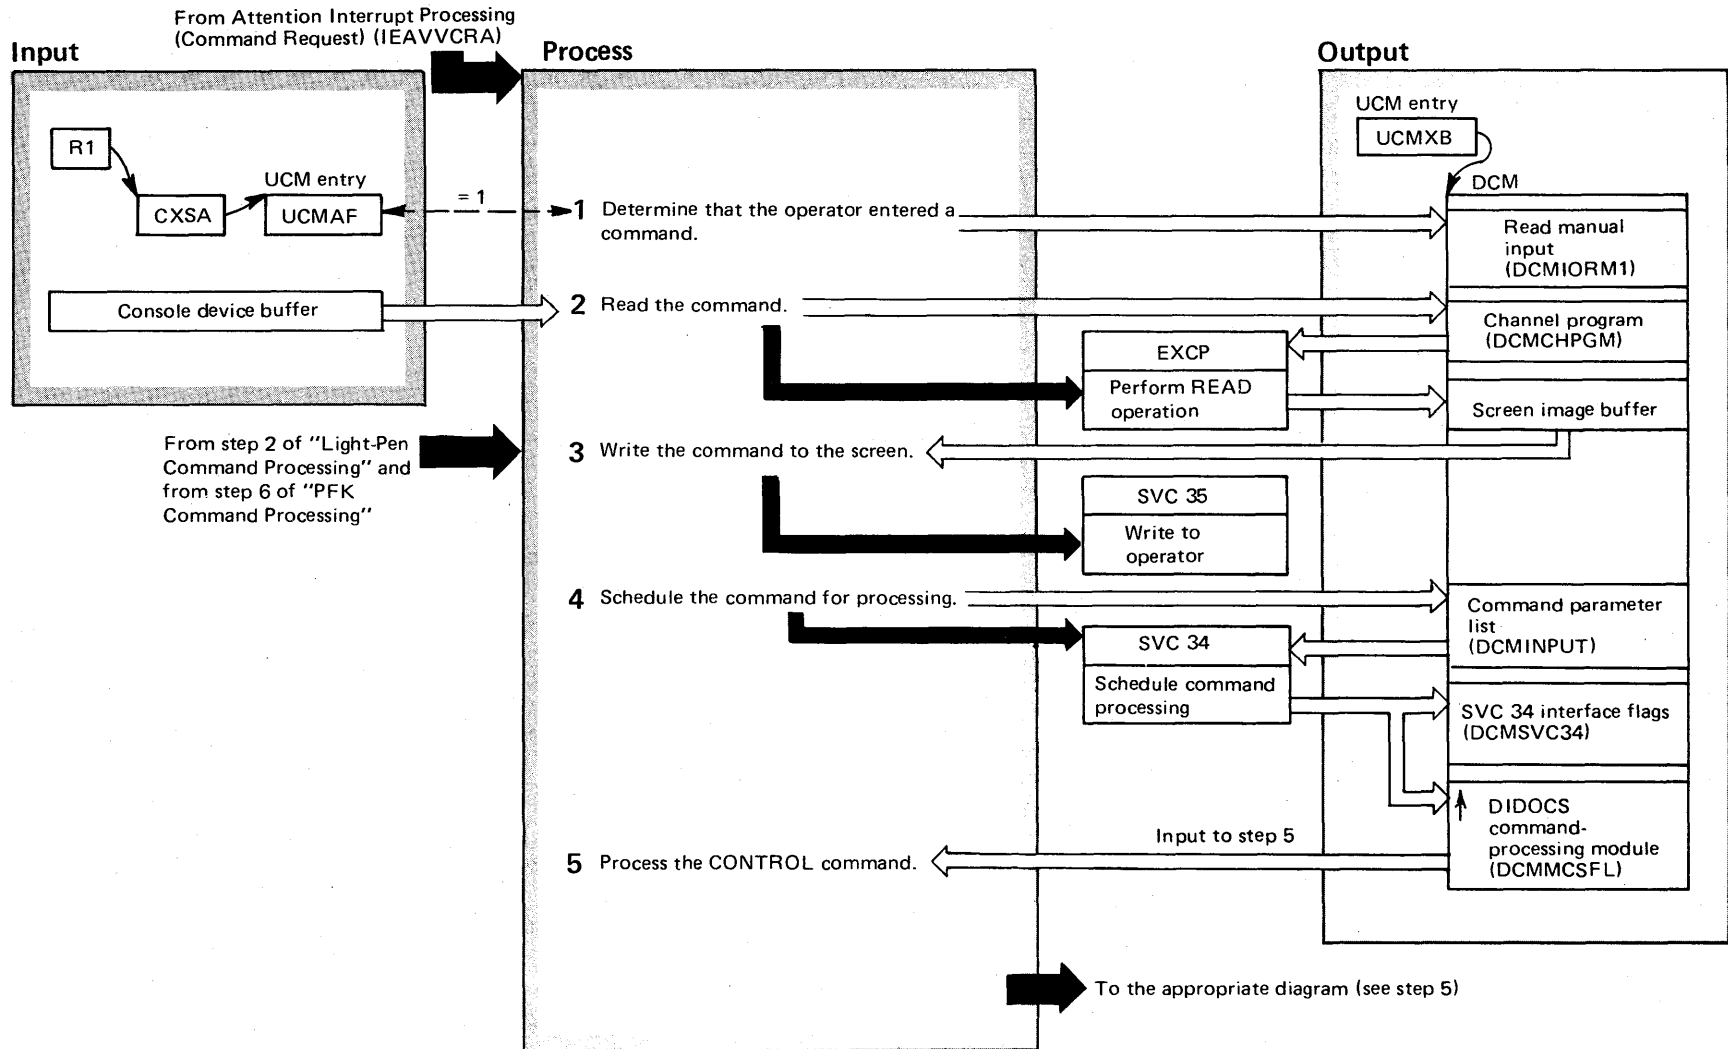 From Attention Interrupt Processing
(Command Request) (IEAVVCRA)
Input
Process
Output
R1
CXSA
UCM entry
UCMAF
= 1
Console device buffer
From step 2 of "Light-Pen
Command Processing" and
from step 6 of "PFK
Command Processing"
1 Determine that the operator entered a
command.
2 Read the command.
EXCP
Perform READ
operation
3 Write the command to the screen.
SVC 35
Write to
operator
4 Schedule the command for processing.
SVC 34
Schedule command
processing
5 Process the CONTROL command.
Input to step 5
To the appropriate diagram (see step 5)
UCM entry
UCMXB
DCM
Read manual
input
(DCMIORM1)
Channel program
(DCMCHPGM)
Screen image buffer
Command parameter
list
(DCMINPUT)
SVC 34 interface flags
(DCMSVC34)
DIDOCS
command-
processing module
(DCMMCSFL)